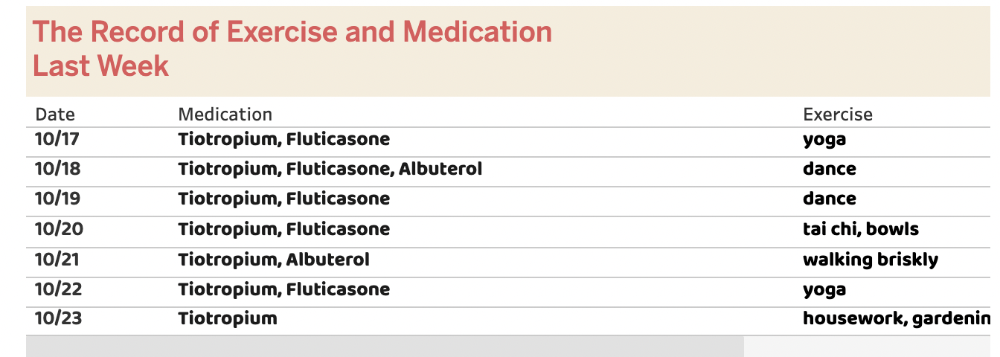 The Record of Exercise and Medication
Last Week
Date Medication Exercise
10/17 Tiotropium, Fluticasone yoga
10/18 Tiotropium, Fluticasone, Albuterol dance
10/19 Tiotropium, Fluticasone dance
10/20 Tiotropium, Fluticasone tai chi, bowls
10/21 Tiotropium, Albuterol walking briskly
10/22 Tiotropium, Fluticasone yoga
10/23 Tiotropium housework, gardenin